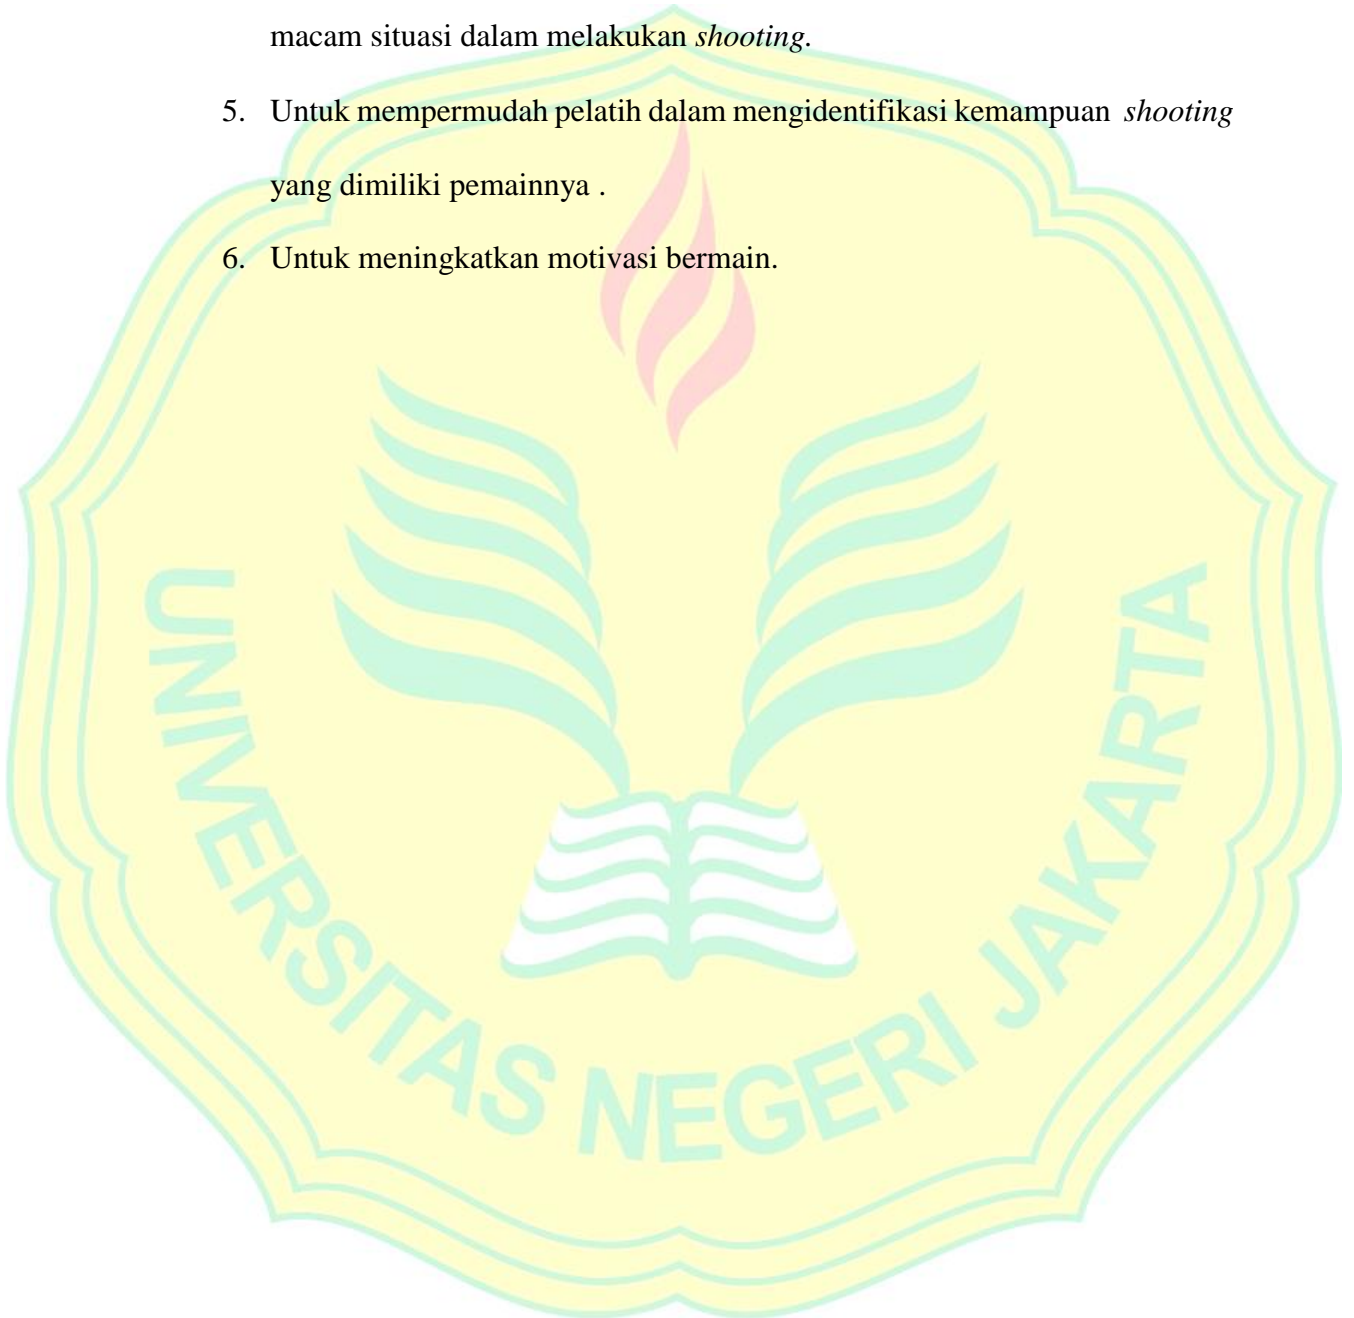 macam situasi dalam melakukan shooting.
5. Untuk mempermudah pelatih dalam mengidentifikasi kemampuan shooting
yang dimiliki pemainnya .
6. Untuk meningkatkan motivasi bermain.
UNIVERSITAS NEGERI JAKARTA